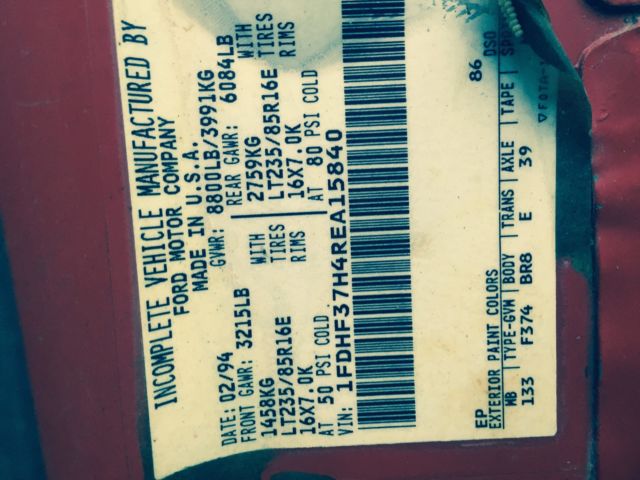 INCOMPLETE VEHICLE MANUFACTURED BY
FORD MOTOR COMPANY
MADE IN U.S.A.
DATE: 02/94 GVWR: 8800LB/3991KG
FRONT GAWR: 3215LB REAR GAWR: 6084LB
1458KG WITH 2759KG WITH
LT235/85R16E TIRES LT235/85R16E TIRES
16X7.0K RIMS 16X7.0K RIMS
AT 50 PSI COLD AT 80 PSI COLD
VIN: 1FDHF37H4REA15840
EP 86 DSO
EXTERIOR PAINT COLORS
WB TYPE-GVM BODY TRANS AXLE TAPE
133 F374 BR8 E 39